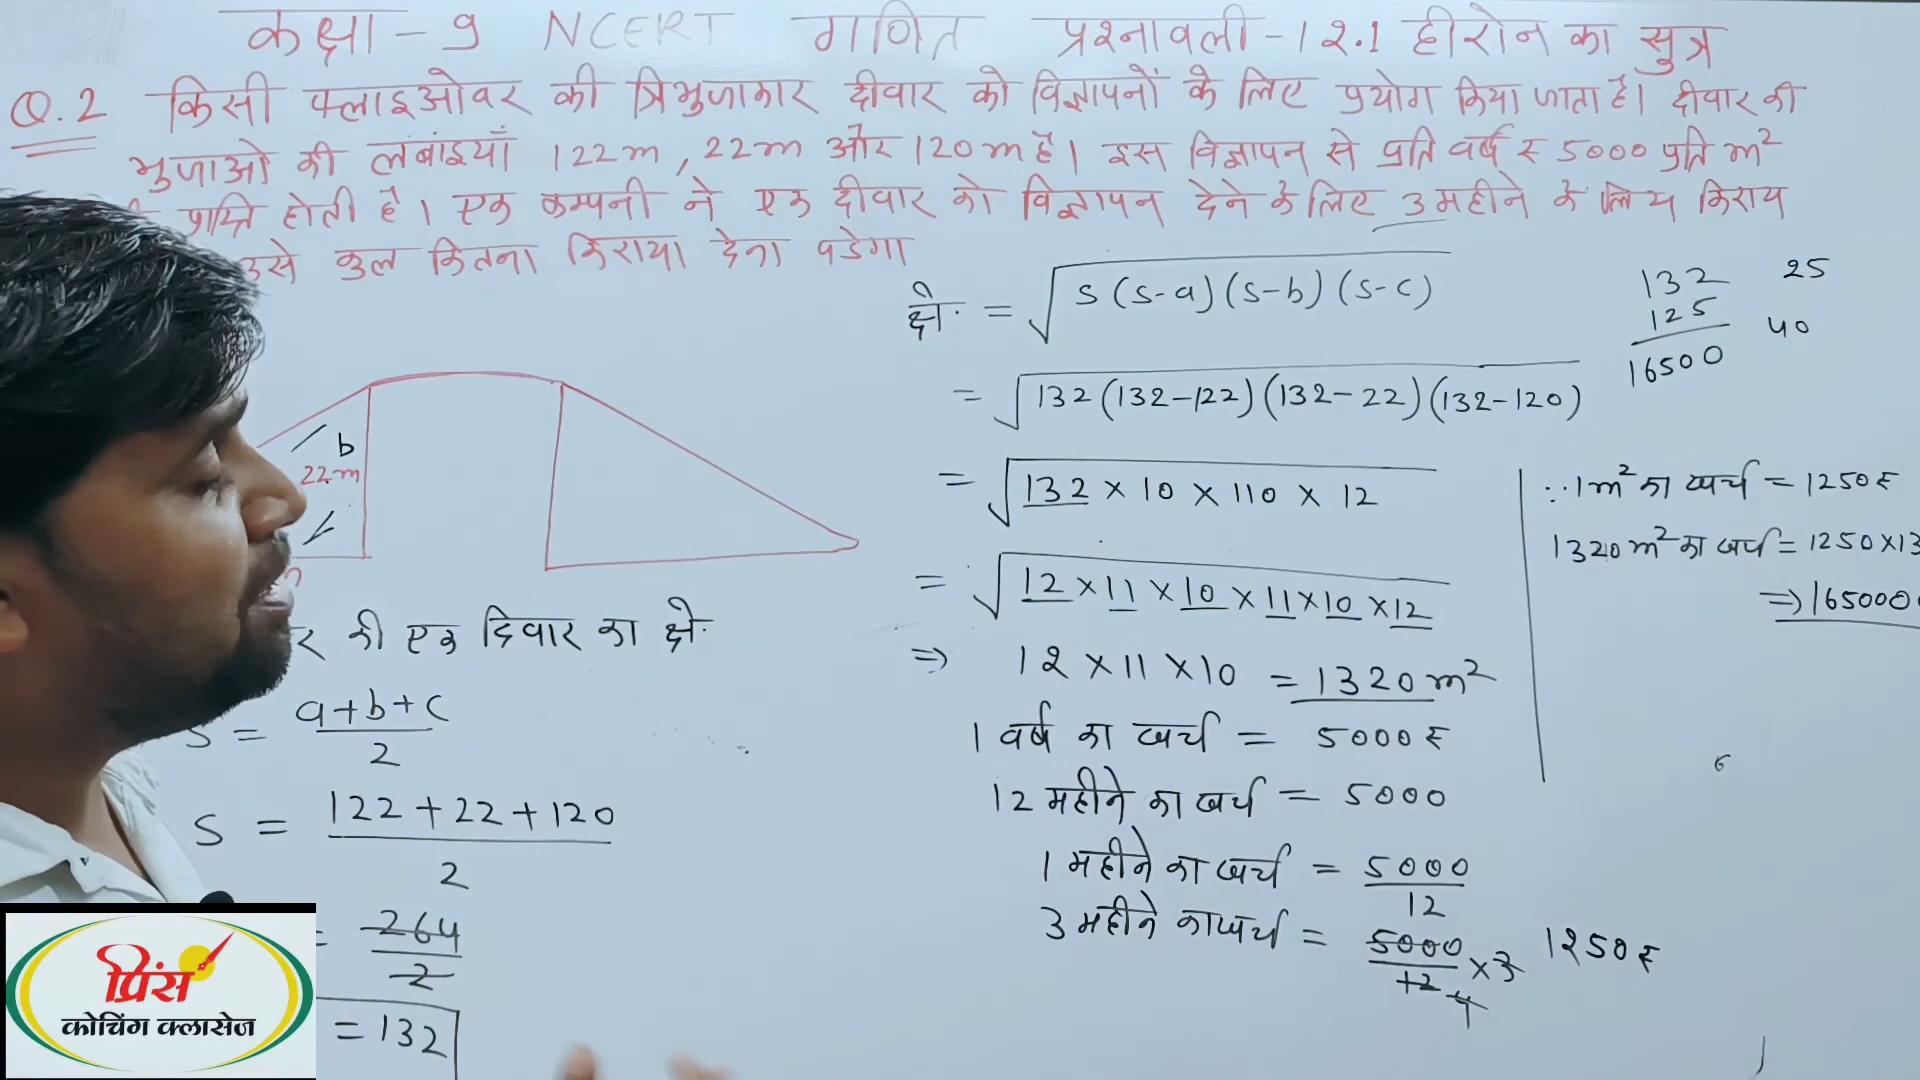 कक्षा - 9 NCERT गणित प्रश्नावली - 12.1 हीरोन का सुत्र
Q.2 किसी फ्लाइओवर की त्रिभुजाकार दीवार को विज्ञापनों के लिए प्रयोग किया जाता है। दीवार की
भुजाओ की लंबाइयाँ 122m, 22m और 120m है। इस विज्ञापन से प्रति वर्ष ₹ 5000 प्रति m²
प्राप्ति होती है। एक कम्पनी ने एक दीवार को विज्ञापन देने के लिए 3 महीने के लिय किराय
उसे कुल कितना किराया देना पडेगा
b
22m
र की एक दिवार का क्षे.
S = a+b+c / 2
S = 122+22+120 / 2
= 264 / 2
= 132
क्षे. = √s(s-a)(s-b)(s-c)
= √132(132-122)(132-22)(132-120)
= √132 × 10 × 110 × 12
= √12 × 11 × 10 × 11 × 10 × 12
⇒ 12 × 11 × 10 = 1320 m²
1 वर्ष का खर्च = 5000 ₹
12 महीने का खर्च = 5000
1 महीने का खर्च = 5000 / 12
3 महीने का खर्च = 5000 / 12 × 3 4 1250 ₹
132 25
125 40
16500
∵ 1m² का खर्च = 1250 ₹
1320 m² का खर्च = 1250×13
⇒ 165000
6
प्रिंस
कोचिंग क्लासेज